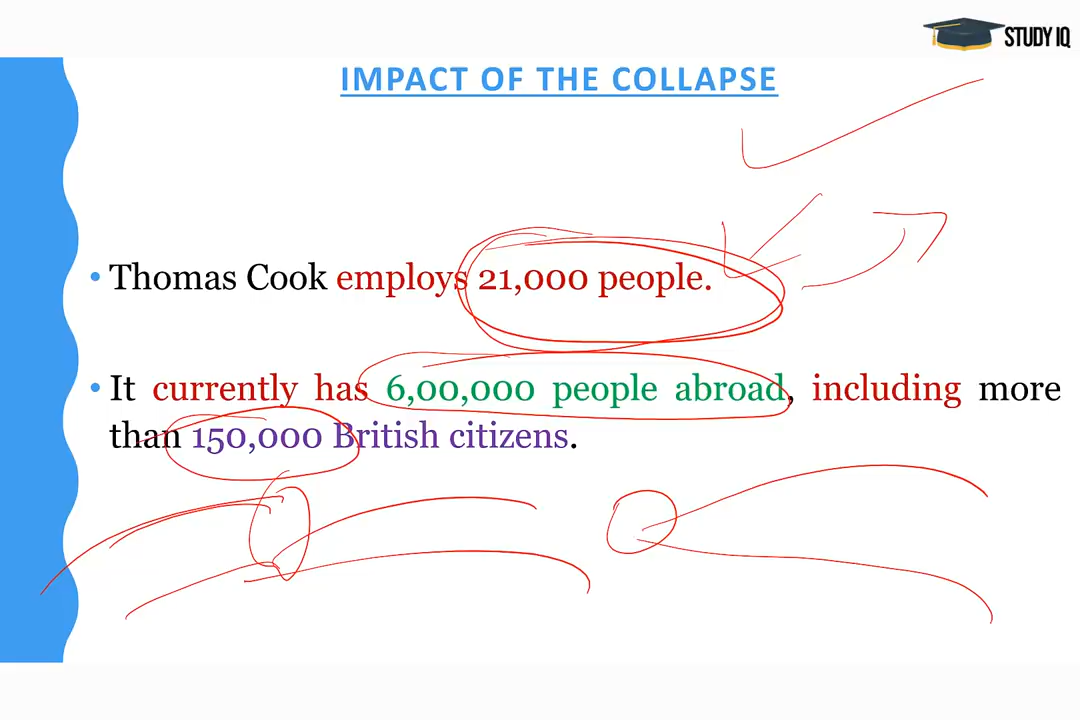 STUDY IQ
IMPACT OF THE COLLAPSE
• Thomas Cook employs 21,000 people.
• It currently has 6,00,000 people abroad, including more
than 150,000 British citizens.